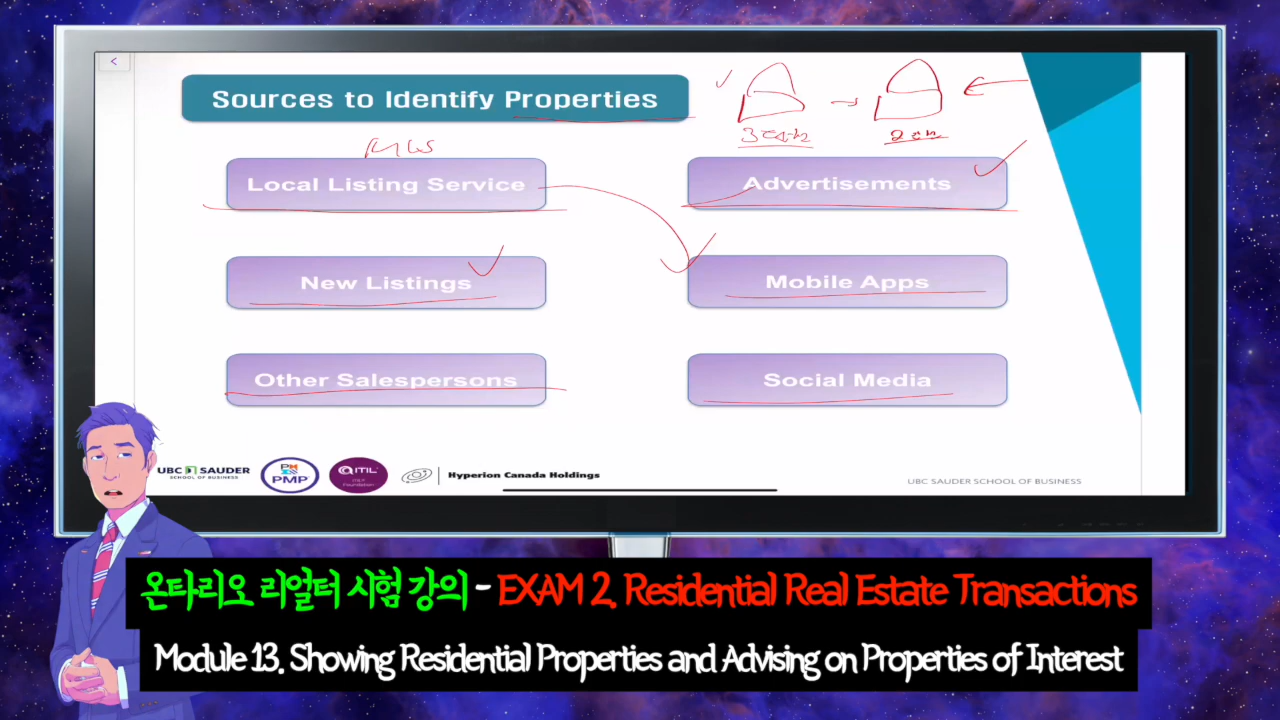 Sources to Identify Properties
Local Listing Service
Advertisements
New Listings
Mobile Apps
Other Salespersons
Social Media
UBC SAUDER
SCHOOL OF BUSINESS
PMP
ITIL
Foundation
Hyperion Canada Holdings
UBC SAUDER SCHOOL OF BUSINESS
온타리오 리얼터 시험 강의 - EXAM 2. Residential Real Estate Transactions
Module 13. Showing Residential Properties and Advising on Properties of Interest